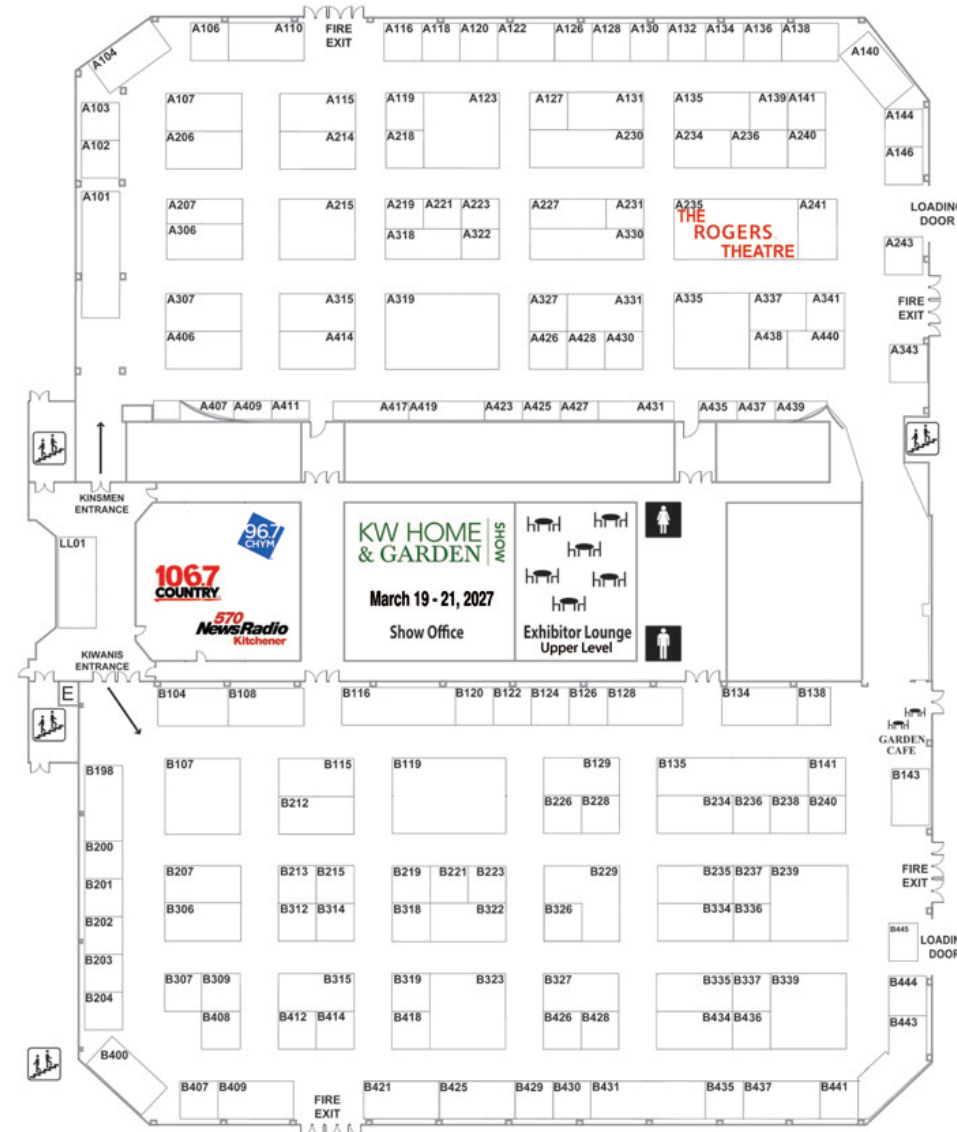 A106
A110
FIRE
EXIT
A116
A118
A120
A122
A126
A128
A130
A132
A134
A136
A138
A104
A140
A103
A107
A115
A119
A123
A127
A131
A135
A139
A141
A144
A102
A206
A214
A218
A230
A234
A236
A240
A146
A101
A207
A215
A219
A221
A223
A227
A231
A235
A241
THE
ROGERS
THEATRE
LOADING
DOOR
A306
A318
A322
A330
A243
A307
A315
A319
A327
A331
A335
A337
A341
FIRE
EXIT
A406
A414
A426
A428
A430
A438
A440
A343
A407
A409
A411
A417
A419
A423
A425
A427
A431
A435
A437
A439
KINSMEN
ENTRANCE
LL01
96.7
CHYM
106.7
COUNTRY
570
NewsRadio
Kitchener
KW HOME
& GARDEN
SHOW
March 19 - 21, 2027
Show Office
Exhibitor Lounge
Upper Level
KIWANIS
ENTRANCE
E
B104
B108
B116
B120
B122
B124
B126
B128
B134
B138
GARDEN
CAFE
B198
B107
B115
B119
B129
B135
B141
B143
B212
B226
B228
B234
B236
B238
B240
B200
B207
B213
B215
B219
B221
B223
B229
B235
B237
B239
FIRE
EXIT
B201
B306
B312
B314
B318
B322
B326
B334
B336
B202
B445
LOADING
DOOR
B203
B307
B309
B315
B319
B323
B327
B335
B337
B339
B444
B204
B408
B412
B414
B418
B426
B428
B434
B436
B443
B400
B407
B409
FIRE
EXIT
B421
B425
B429
B430
B431
B435
B437
B441